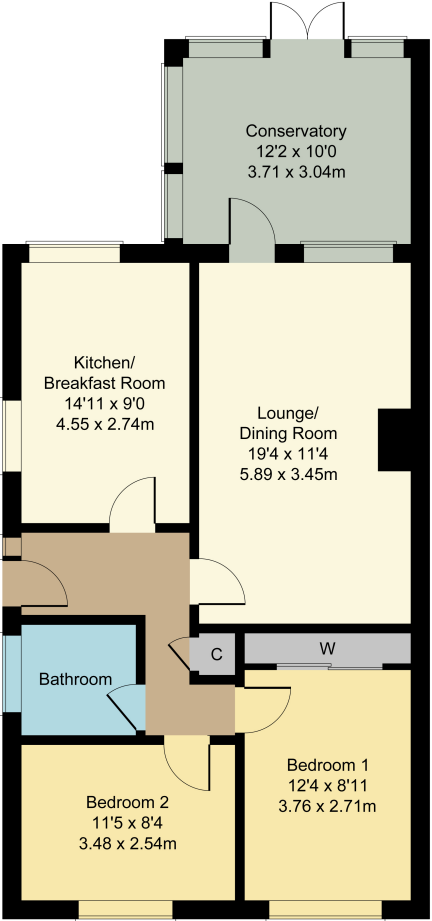 Conservatory
12'2 x 10'0
3.71 x 3.04m
Kitchen/
Breakfast Room
14'11 x 9'0
4.55 x 2.74m
Lounge/
Dining Room
19'4 x 11'4
5.89 x 3.45m
C
W
Bathroom
Bedroom 1
12'4 x 8'11
3.76 x 2.71m
Bedroom 2
11'5 x 8'4
3.48 x 2.54m